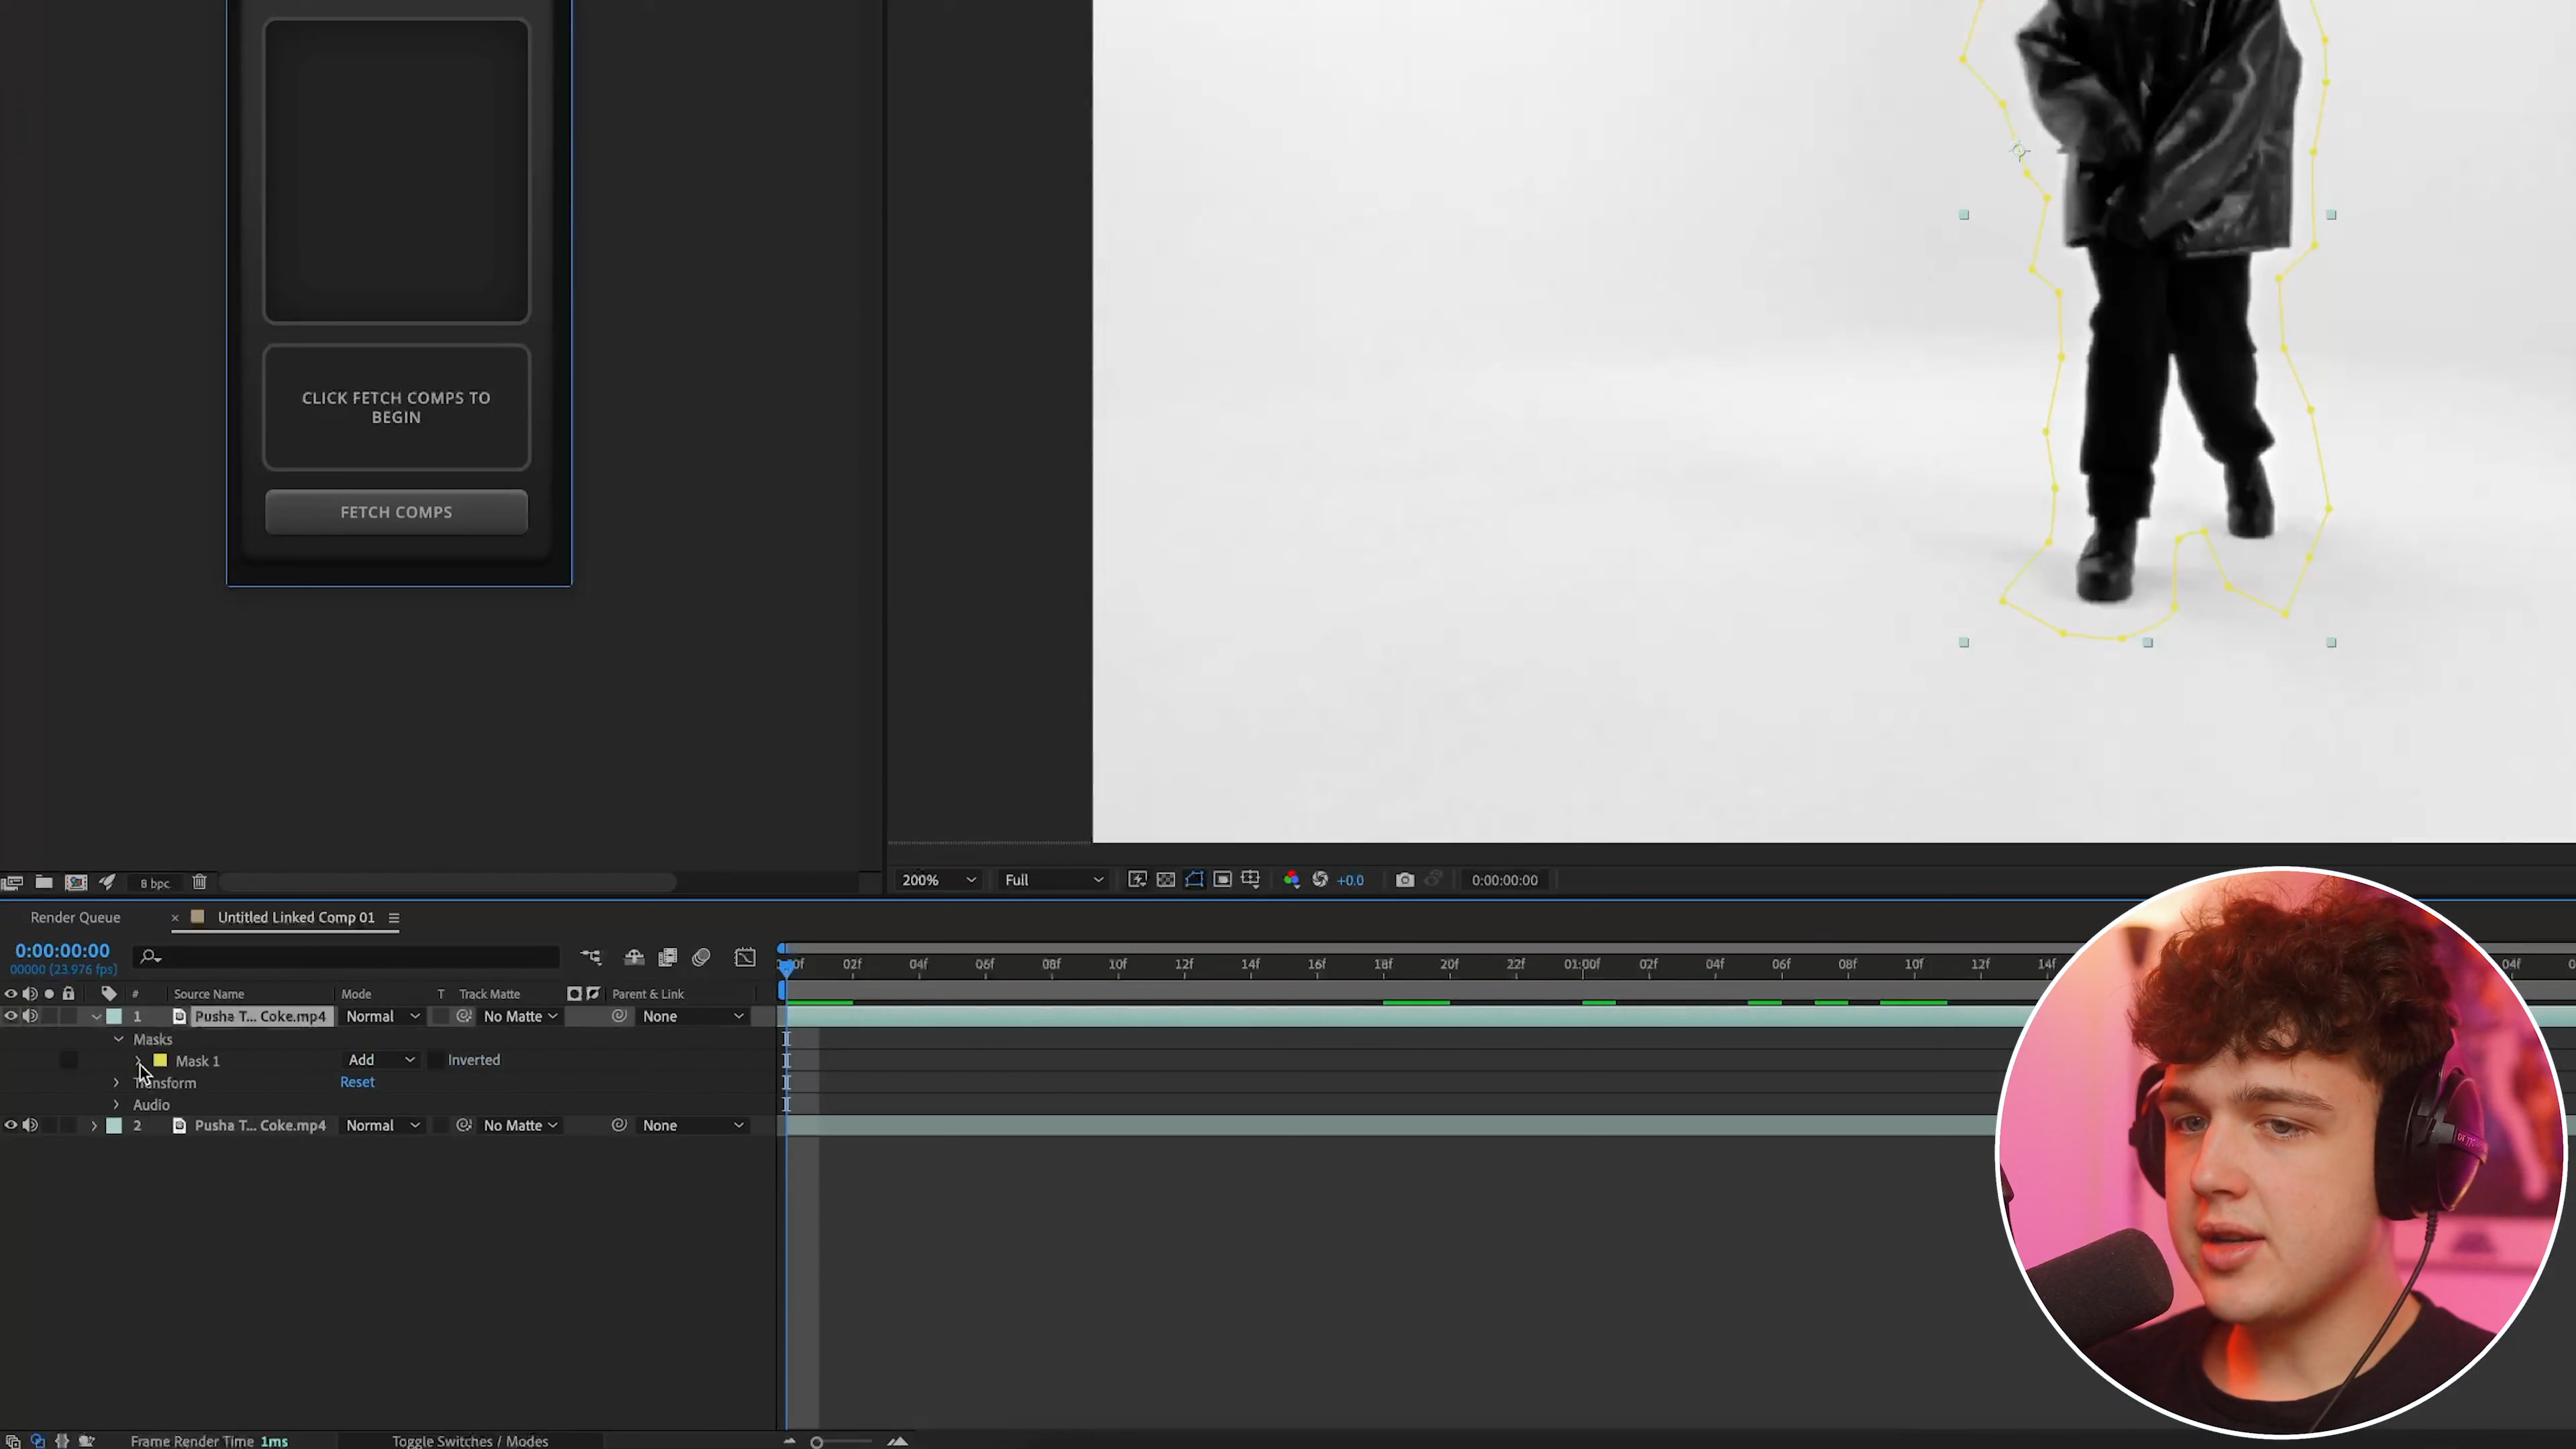 CLICK FETCH COMPS TO
BEGIN
FETCH COMPS
8 bpc
200%
Full
+0.0
0:00:00:00
Render Queue
Untitled Linked Comp 01
0:00:00:00
00000 (23.976 fps)
00f 02f 04f 06f 08f 10f 12f 14f 16f 18f 20f 22f 01:00f 02f 04f 06f 08f 10f 12f 14f 04f
# Source Name Mode T Track Matte Parent & Link
1 Pusha T... Coke.mp4 Normal No Matte None
Masks
Mask 1 Add Inverted
Transform Reset
Audio
2 Pusha T... Coke.mp4 Normal No Matte None
Frame Render Time 1ms
Toggle Switches / Modes